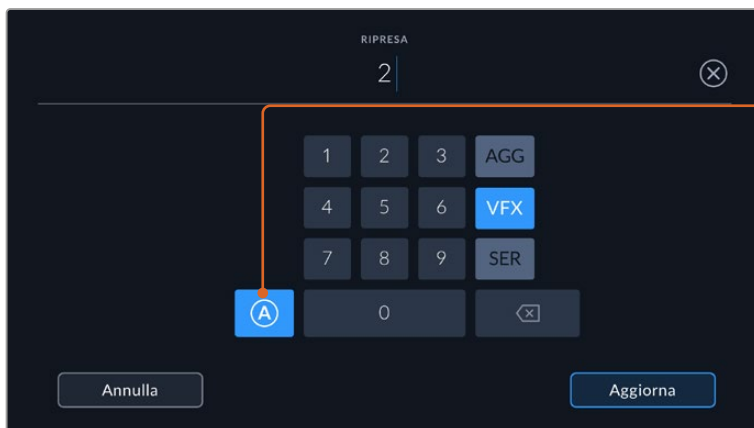 RIPRESA
2
1 2 3 AGG
4 5 6 VFX
7 8 9 SER
A 0
Annulla Aggiorna